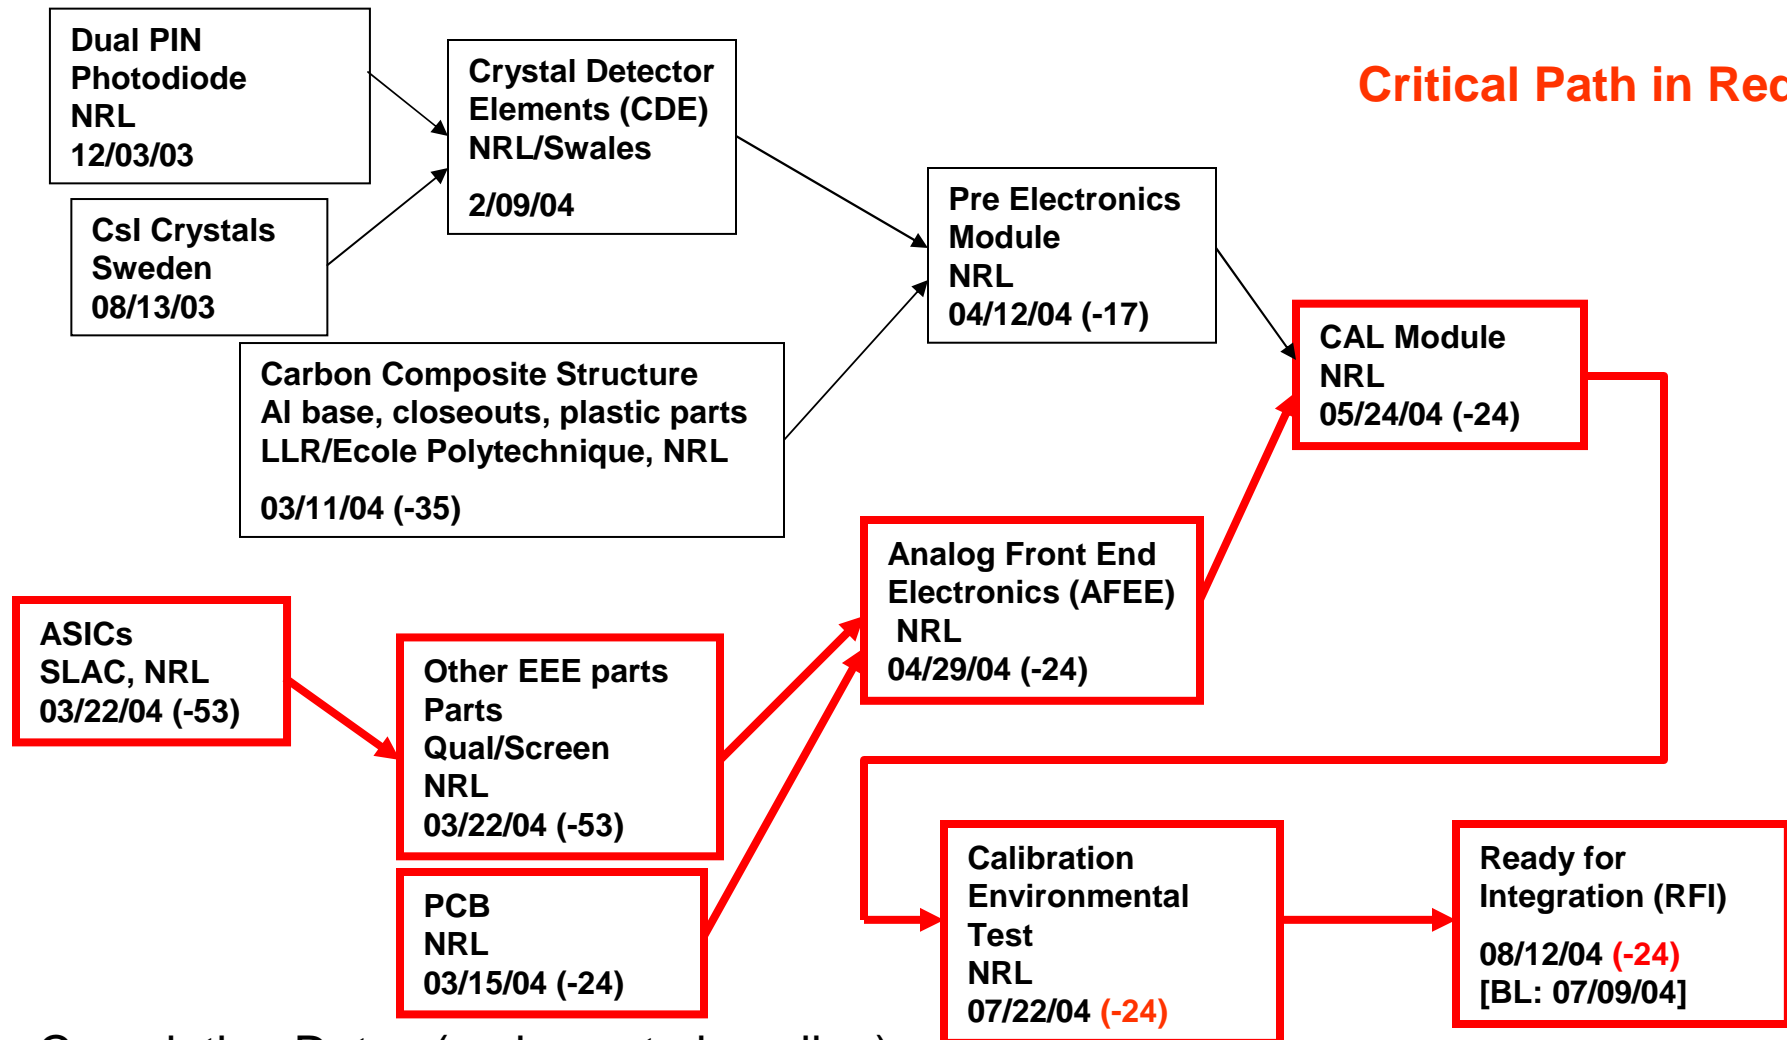 Dual PIN
Photodiode
NRL
12/03/03
Crystal Detector
Elements (CDE)
NRL/Swales
2/09/04
Critical Path in Red
CsI Crystals
Sweden
08/13/03
Pre Electronics
Module
NRL
04/12/04 (-17)
Carbon Composite Structure
Al base, closeouts, plastic parts
LLR/Ecole Polytechnique, NRL
03/11/04 (-35)
CAL Module
NRL
05/24/04 (-24)
Analog Front End
Electronics (AFEE)
NRL
04/29/04 (-24)
ASICs
SLAC, NRL
03/22/04 (-53)
Other EEE parts
Parts
Qual/Screen
NRL
03/22/04 (-53)
PCB
NRL
03/15/04 (-24)
Calibration
Environmental
Test
NRL
07/22/04 (-24)
Ready for
Integration (RFI)
08/12/04 (-24)
[BL: 07/09/04]